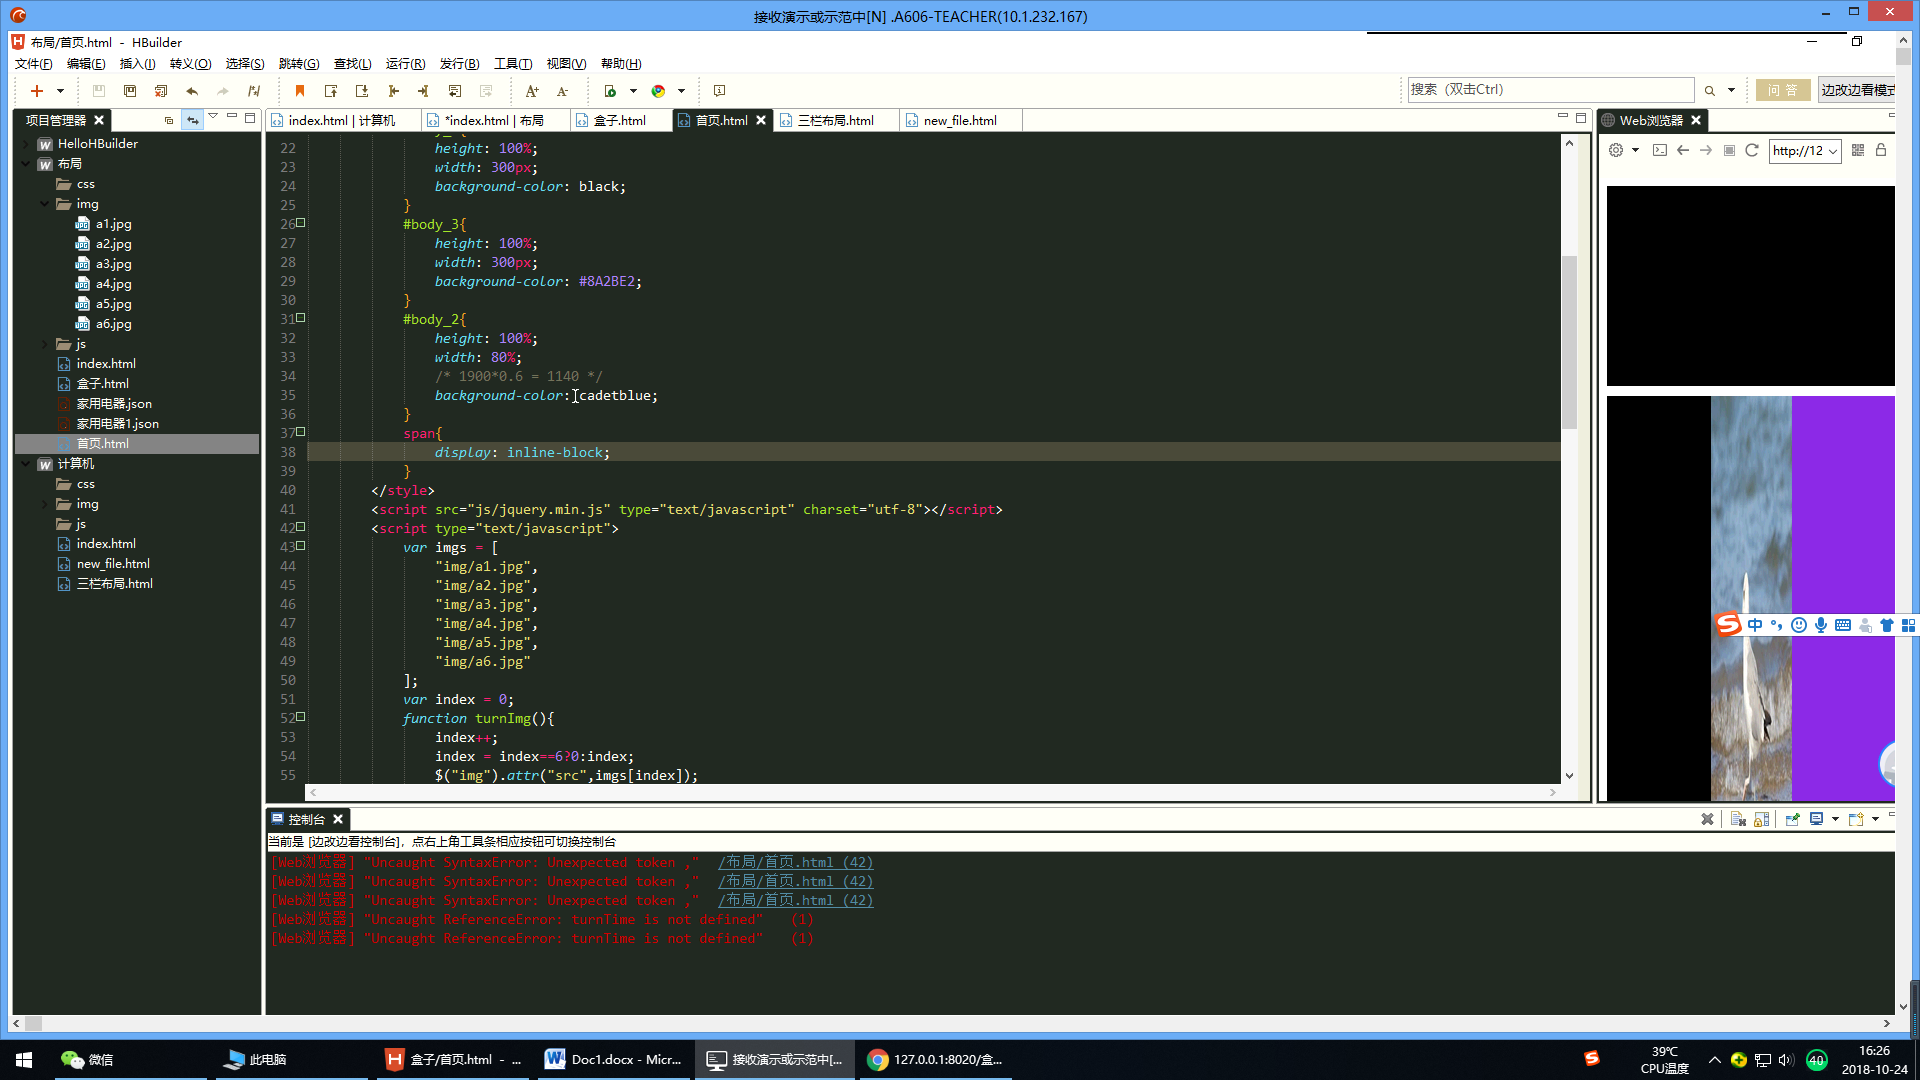 接收演示或示范中[N] .A606-TEACHER(10.1.232.167)
布局/首页.html - HBuilder
文件(F) 编辑(E) 插入(I) 转义(O) 选择(S) 跳转(G) 查找(L) 运行(R) 发行(B) 工具(T) 视图(V) 帮助(H)
搜索（双击Ctrl）
问 答
边改边看模式
项目管理器
index.html | 计算机
*index.html | 布局
盒子.html
首页.html
三栏布局.html
new_file.html
Web浏览器
http://12
HelloHBuilder
布局
css
img
a1.jpg
a2.jpg
a3.jpg
a4.jpg
a5.jpg
a6.jpg
js
index.html
盒子.html
家用电器.json
家用电器1.json
首页.html
计算机
css
img
js
index.html
new_file.html
三栏布局.html
22 height: 100%;
23 width: 300px;
24 background-color: black;
25 }
26 #body_3{
27 height: 100%;
28 width: 300px;
29 background-color: #8A2BE2;
30 }
31 #body_2{
32 height: 100%;
33 width: 80%;
34 /* 1900*0.6 = 1140 */
35 background-color: cadetblue;
36 }
37 span{
38 display: inline-block;
39 }
40 </style>
41 <script src="js/jquery.min.js" type="text/javascript" charset="utf-8"></script>
42 <script type="text/javascript">
43 var imgs = [
44 "img/a1.jpg",
45 "img/a2.jpg",
46 "img/a3.jpg",
47 "img/a4.jpg",
48 "img/a5.jpg",
49 "img/a6.jpg"
50 ];
51 var index = 0;
52 function turnImg(){
53 index++;
54 index = index==6?0:index;
55 $("img").attr("src",imgs[index]);
中
控制台
当前是 [边改边看控制台]，点右上角工具条相应按钮可切换控制台
[Web浏览器] "Uncaught SyntaxError: Unexpected token ," /布局/首页.html (42)
[Web浏览器] "Uncaught SyntaxError: Unexpected token ," /布局/首页.html (42)
[Web浏览器] "Uncaught SyntaxError: Unexpected token ," /布局/首页.html (42)
[Web浏览器] "Uncaught ReferenceError: turnTime is not defined" (1)
[Web浏览器] "Uncaught ReferenceError: turnTime is not defined" (1)
微信
此电脑
盒子/首页.html - ...
Doc1.docx - Micr...
接收演示或示范中[...
127.0.0.1:8020/盒...
39℃
CPU温度
40
16:26
2018-10-24